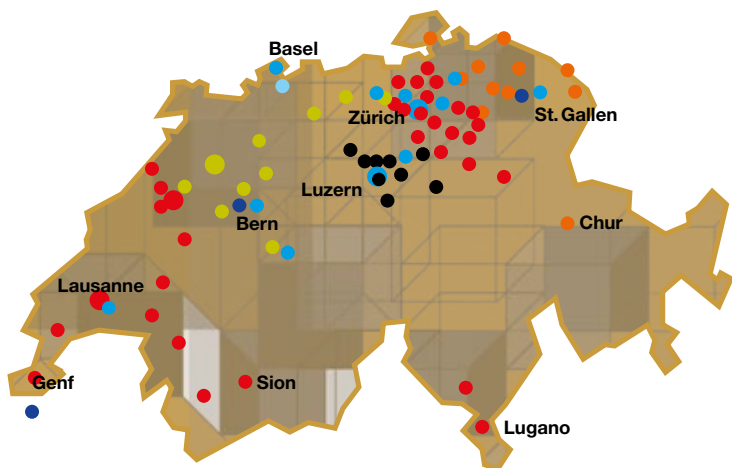 Basel
Zürich
St. Gallen
Luzern
Bern
Chur
Lausanne
Genf
Sion
Lugano